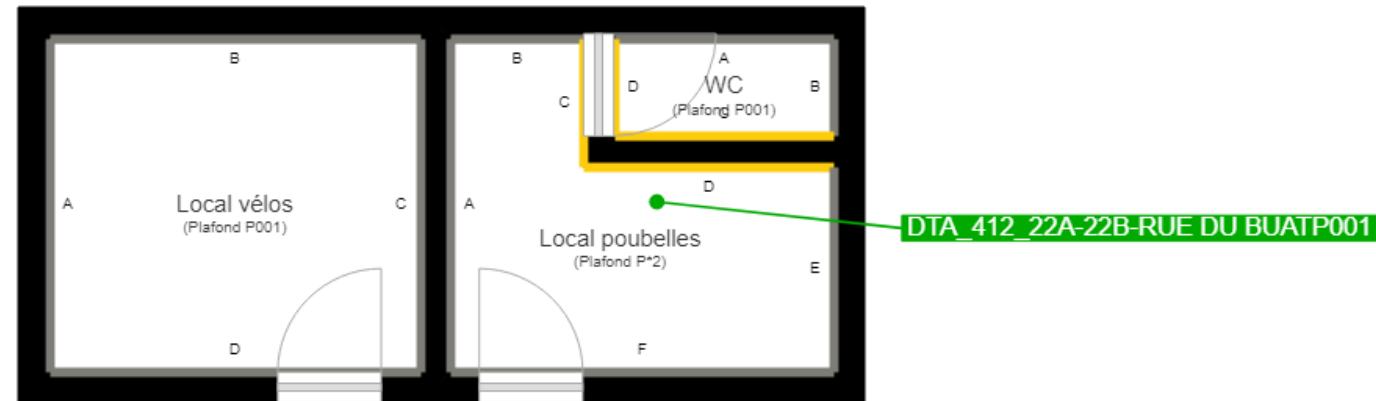 B
B
A
D
WC
B
C
(Plafond P001)
C
D
A
Local vélos
(Plafond P001)
C
A
DTA_412_22A-22B-RUE DU BUATP001
Local poubelles
(Plafond P*2)
E
D
F